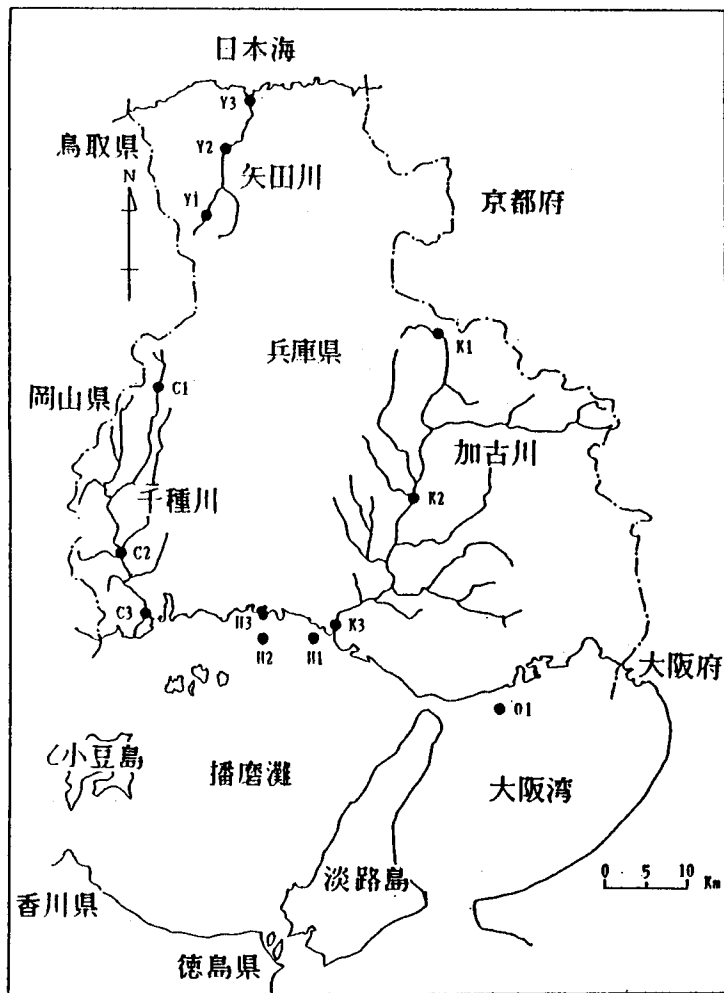 日本海
Y3
鳥取県
Y2
矢田川
N
Y1
京都府
K1
兵庫県
岡山県
C1
加古川
千種川
K2
C2
C3
H3
K3
H2
H1
大阪府
O1
小豆島
播磨灘
大阪湾
0 5 10 Km
淡路島
香川県
徳島県